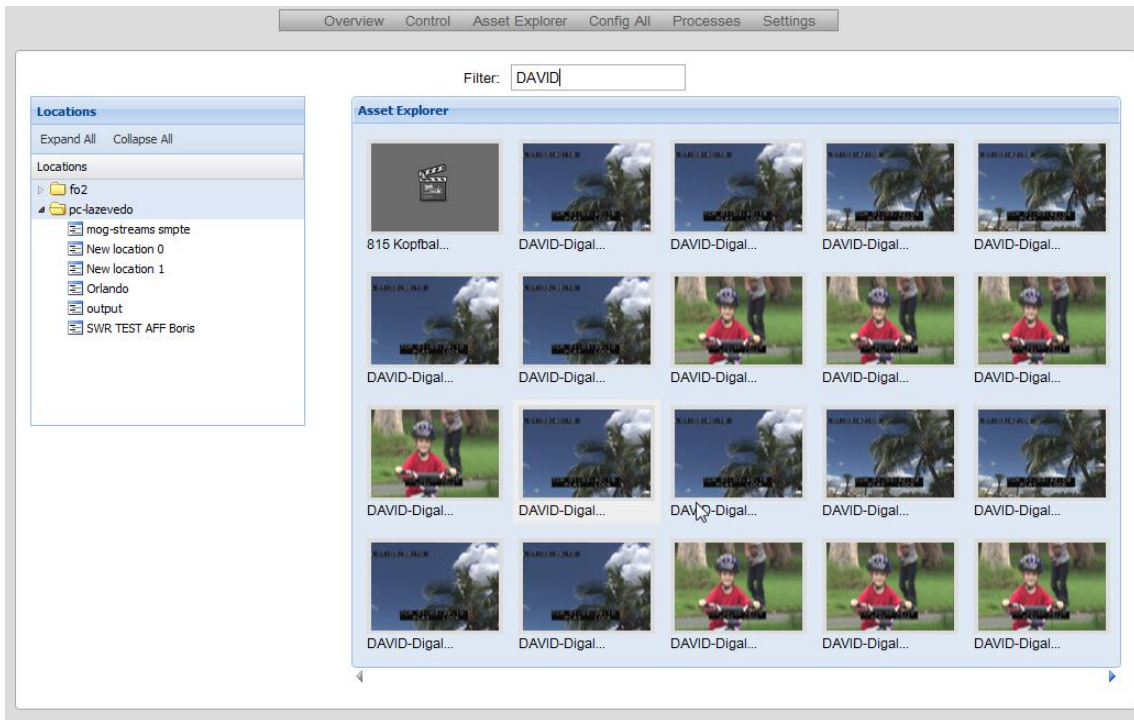 Overview Control Asset Explorer Config All Processes Settings
Filter: DAVID
Locations
Expand All Collapse All
Locations
fo2
pc-lazevedo
mog-streams smpte
New location 0
New location 1
Orlando
output
SWR TEST AFF Boris
Asset Explorer
815 Kopfbal... DAVID-Digal... DAVID-Digal... DAVID-Digal... DAVID-Digal...
DAVID-Digal... DAVID-Digal... DAVID-Digal... DAVID-Digal... DAVID-Digal...
DAVID-Digal... DAVID-Digal... DAVID-Digal... DAVID-Digal... DAVID-Digal...
DAVID-Digal... DAVID-Digal... DAVID-Digal... DAVID-Digal... DAVID-Digal...